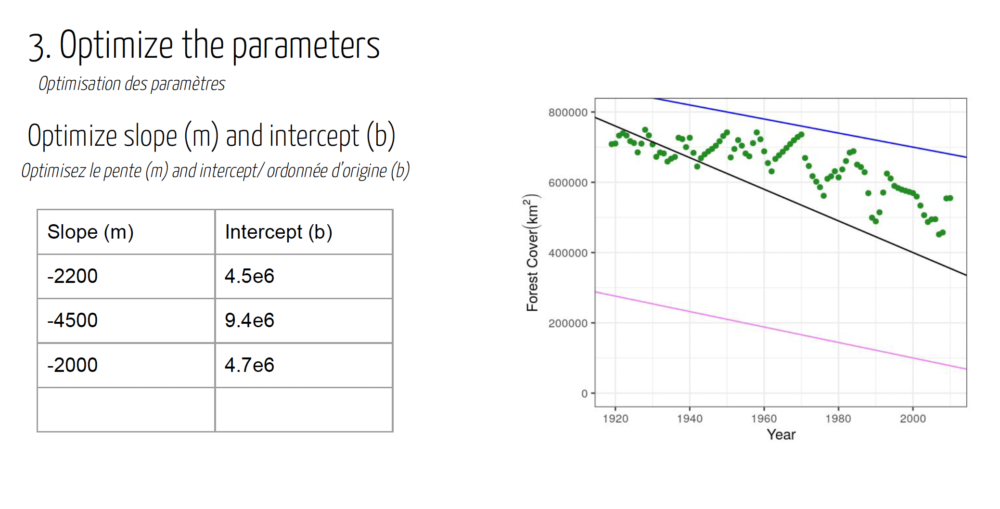 3. Optimize the parameters
Optimisation des paramètres
Optimize slope (m) and intercept (b)
Optimisez le pente (m) and intercept/ ordonnée d'origine (b)
Slope (m) Intercept (b)
-2200 4.5e6
-4500 9.4e6
-2000 4.7e6
Forest Cover(km²)
800000
600000
400000
200000
0
1920 1940 1960 1980 2000
Year